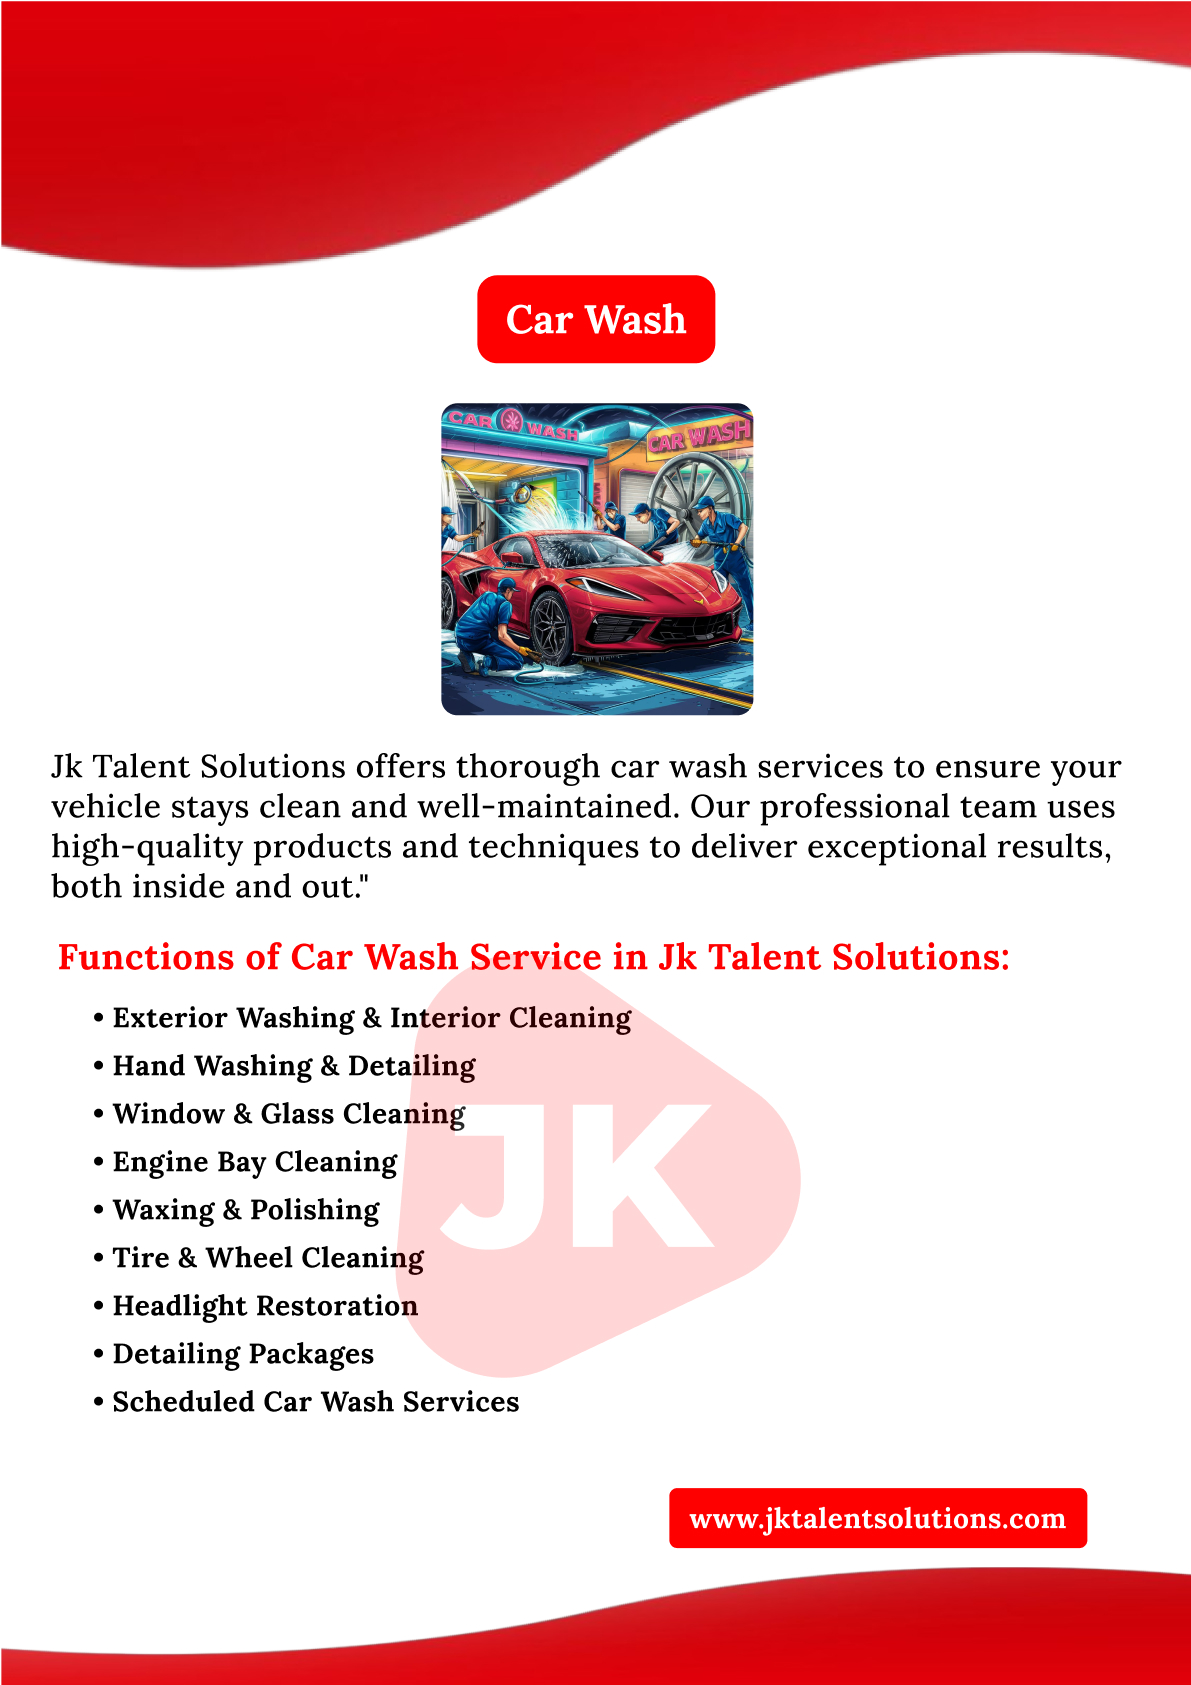 Car Wash
CAR WASH
CAR WASH
Jk Talent Solutions offers thorough car wash services to ensure your
vehicle stays clean and well-maintained. Our professional team uses
high-quality products and techniques to deliver exceptional results,
both inside and out."
Functions of Car Wash Service in Jk Talent Solutions:
• Exterior Washing & Interior Cleaning
• Hand Washing & Detailing
• Window & Glass Cleaning
• Engine Bay Cleaning
• Waxing & Polishing
• Tire & Wheel Cleaning
• Headlight Restoration
• Detailing Packages
• Scheduled Car Wash Services
JK
www.jktalentsolutions.com